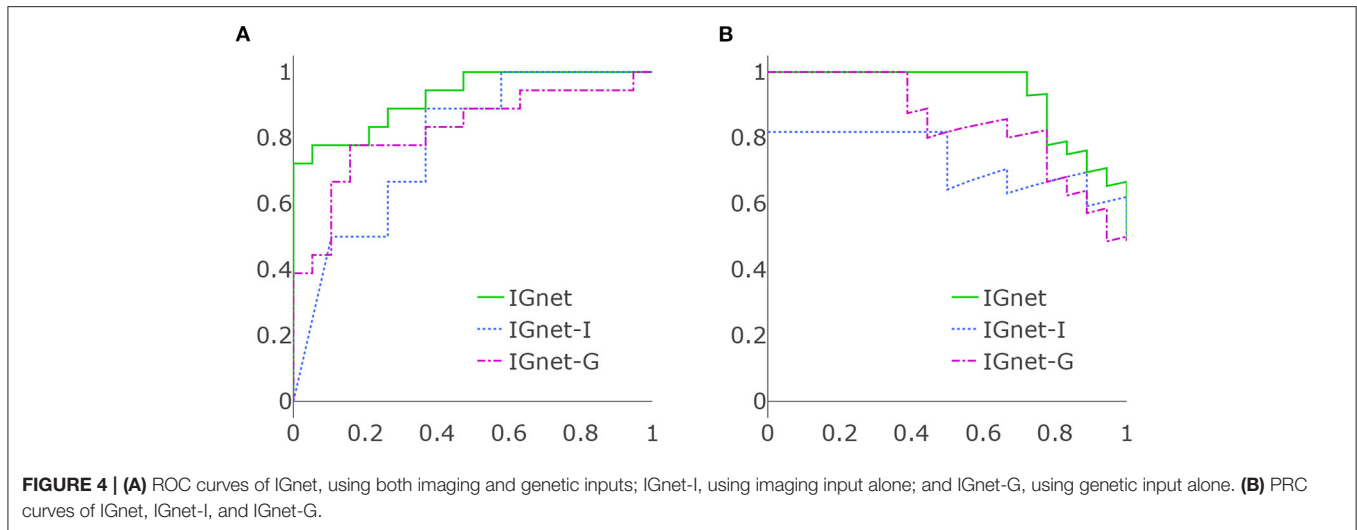 A
1
0.8
0.6
0.4
0.2
0
0 0.2 0.4 0.6 0.8 1
IGnet
IGnet-I
IGnet-G
B
1
0.8
0.6
0.4
0.2
0
0 0.2 0.4 0.6 0.8 1
IGnet
IGnet-I
IGnet-G
FIGURE 4 | (A) ROC curves of IGnet, using both imaging and genetic inputs; IGnet-I, using imaging input alone; and IGnet-G, using genetic input alone. (B) PRC
curves of IGnet, IGnet-I, and IGnet-G.